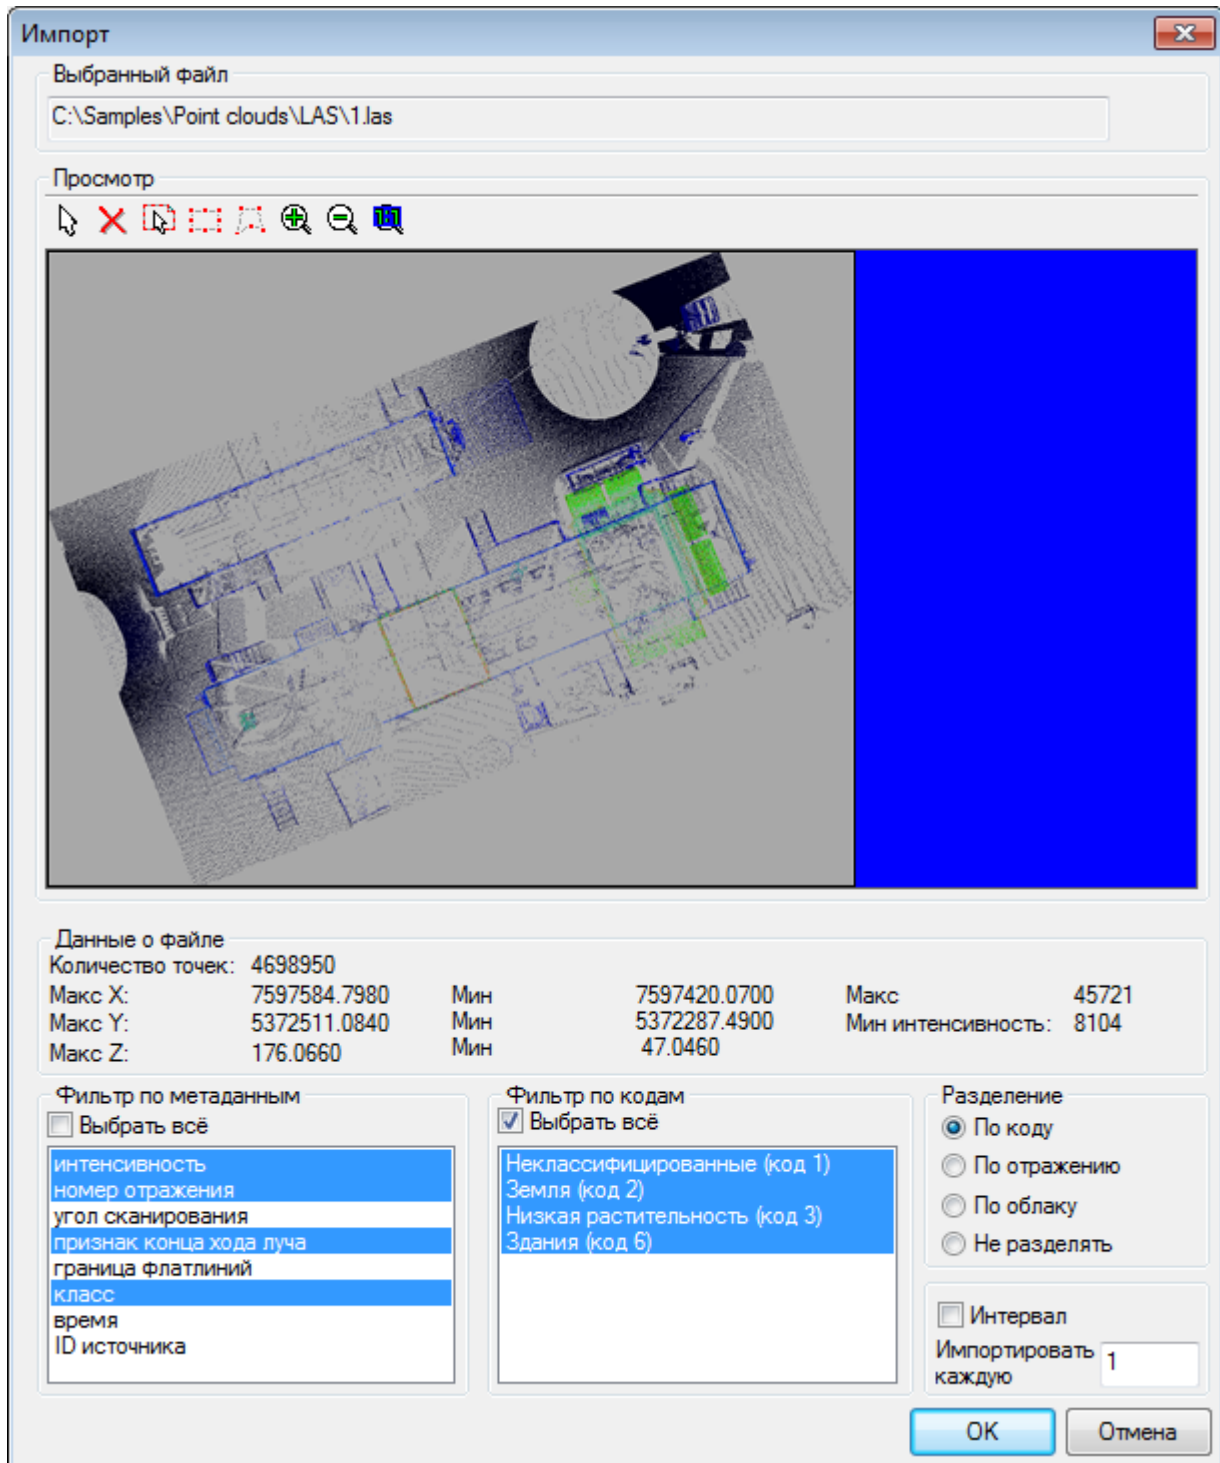 Импорт
Выбранный файл
C:\Samples\Point clouds\LAS\1.las
Просмотр
1:1
Данные о файле
Количество точек: 4698950
Макс X: 7597584.7980 Мин 7597420.0700 Макс 45721
Макс Y: 5372511.0840 Мин 5372287.4900 Мин интенсивность: 8104
Макс Z: 176.0660 Мин 47.0460
Фильтр по метаданным
Выбрать всё
интенсивность
номер отражения
угол сканирования
признак конца хода луча
граница флатлиний
класс
время
ID источника
Фильтр по кодам
Выбрать всё
Неклассифицированные (код 1)
Земля (код 2)
Низкая растительность (код 3)
Здания (код 6)
Разделение
По коду
По отражению
По облаку
Не разделять
Интервал
Импортировать
каждую
1
OK
Отмена